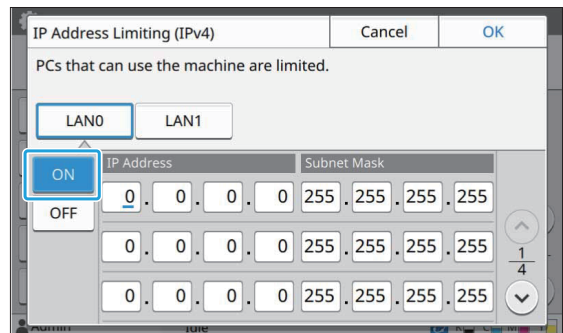 IP Address Limiting (IPv4) Cancel OK
PCs that can use the machine are limited.
LAN0 LAN1
IP Address Subnet Mask
ON
0 . 0 . 0 . 0 255 . 255 . 255 . 255
OFF
0 . 0 . 0 . 0 255 . 255 . 255 . 255
1
4
0 . 0 . 0 . 0 255 . 255 . 255 . 255
Admin Idle